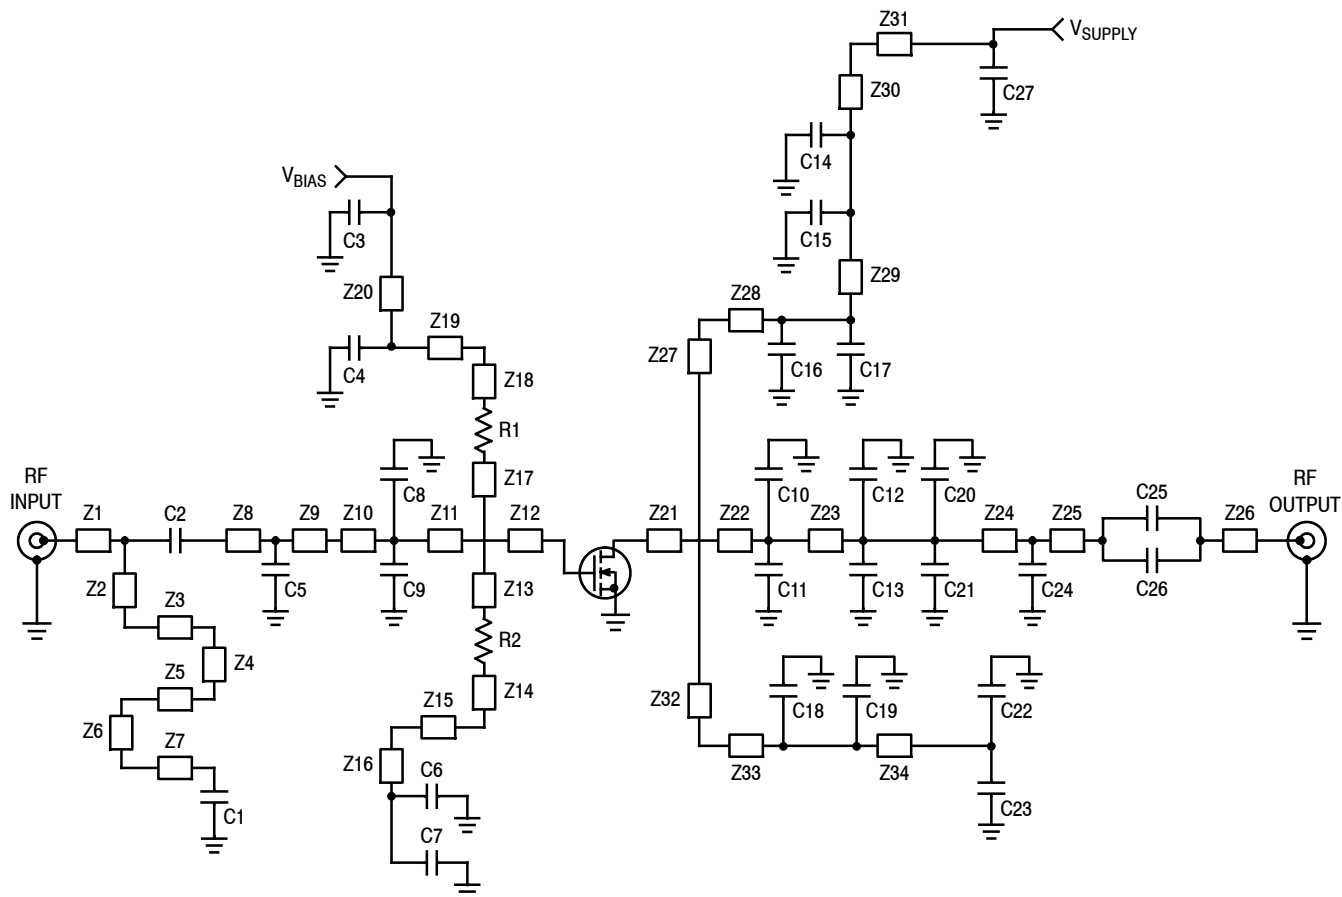 Z31
VSUPPLY
Z30
C27
C14
VBIAS
C3
C15
Z29
Z20
Z28
Z19
Z27
C4
C16
C17
Z18
R1
RF
INPUT
C8
Z17
C10
C12
C20
C25
RF
OUTPUT
Z1
C2
Z8
Z9
Z10
Z11
Z12
Z21
Z22
Z23
Z24
Z25
Z26
Z2
C5
C9
Z13
C11
C13
C21
C24
C26
Z3
R2
Z4
Z5
Z14
Z15
Z32
C18
C19
C22
Z6
Z7
Z16
Z33
Z34
C6
C1
C7
C23